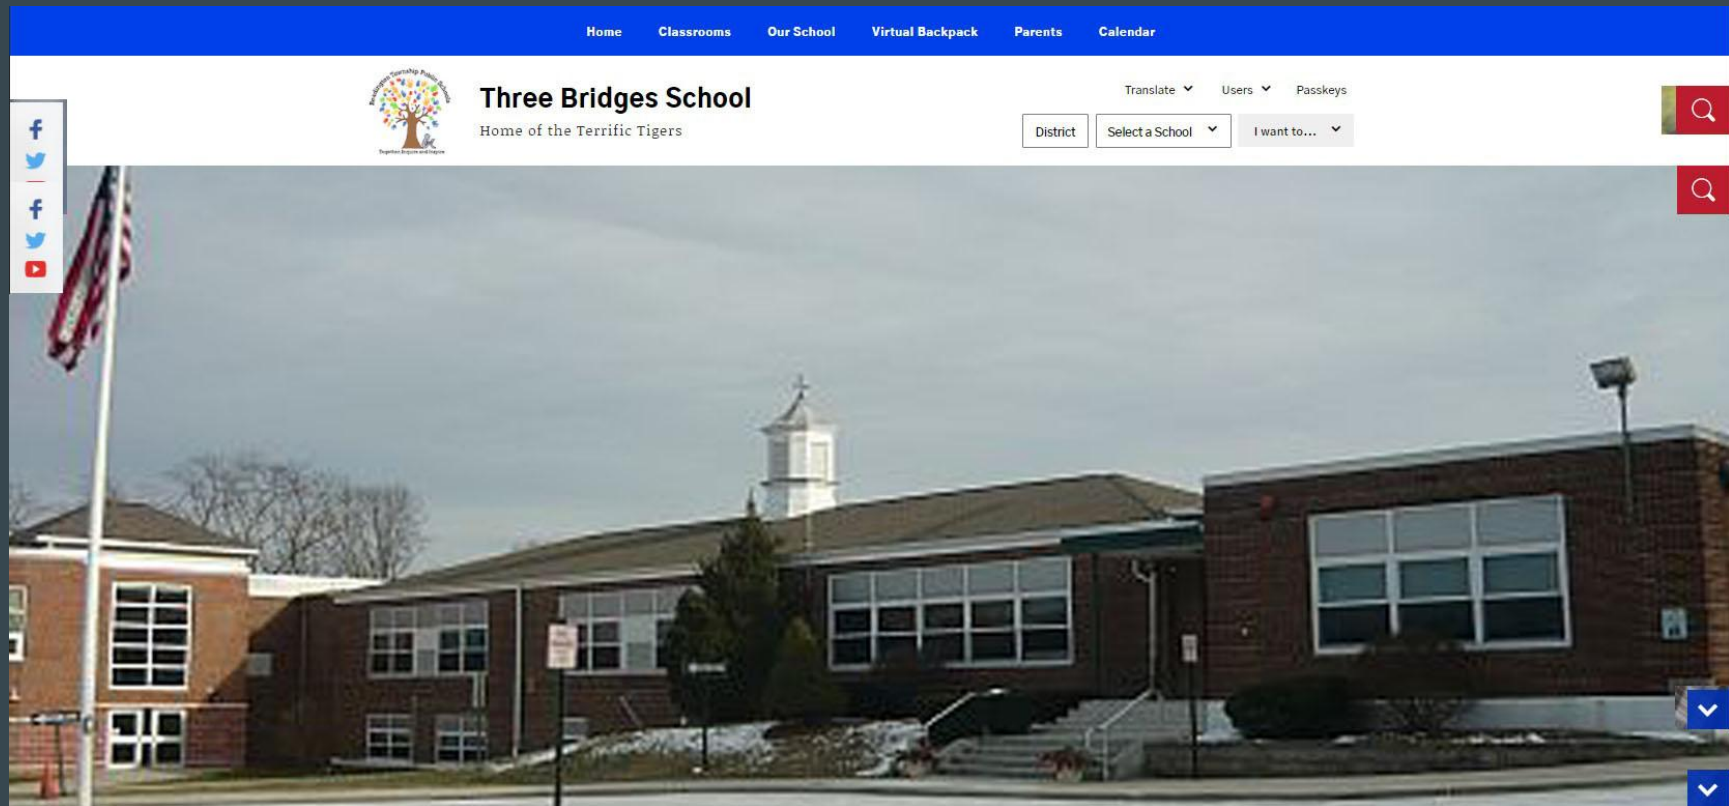 Home Classrooms Our School Virtual Backpack Parents Calendar
Three Bridges School
Home of the Terrific Tigers
Translate Users Passkeys
District Select a School I want to...